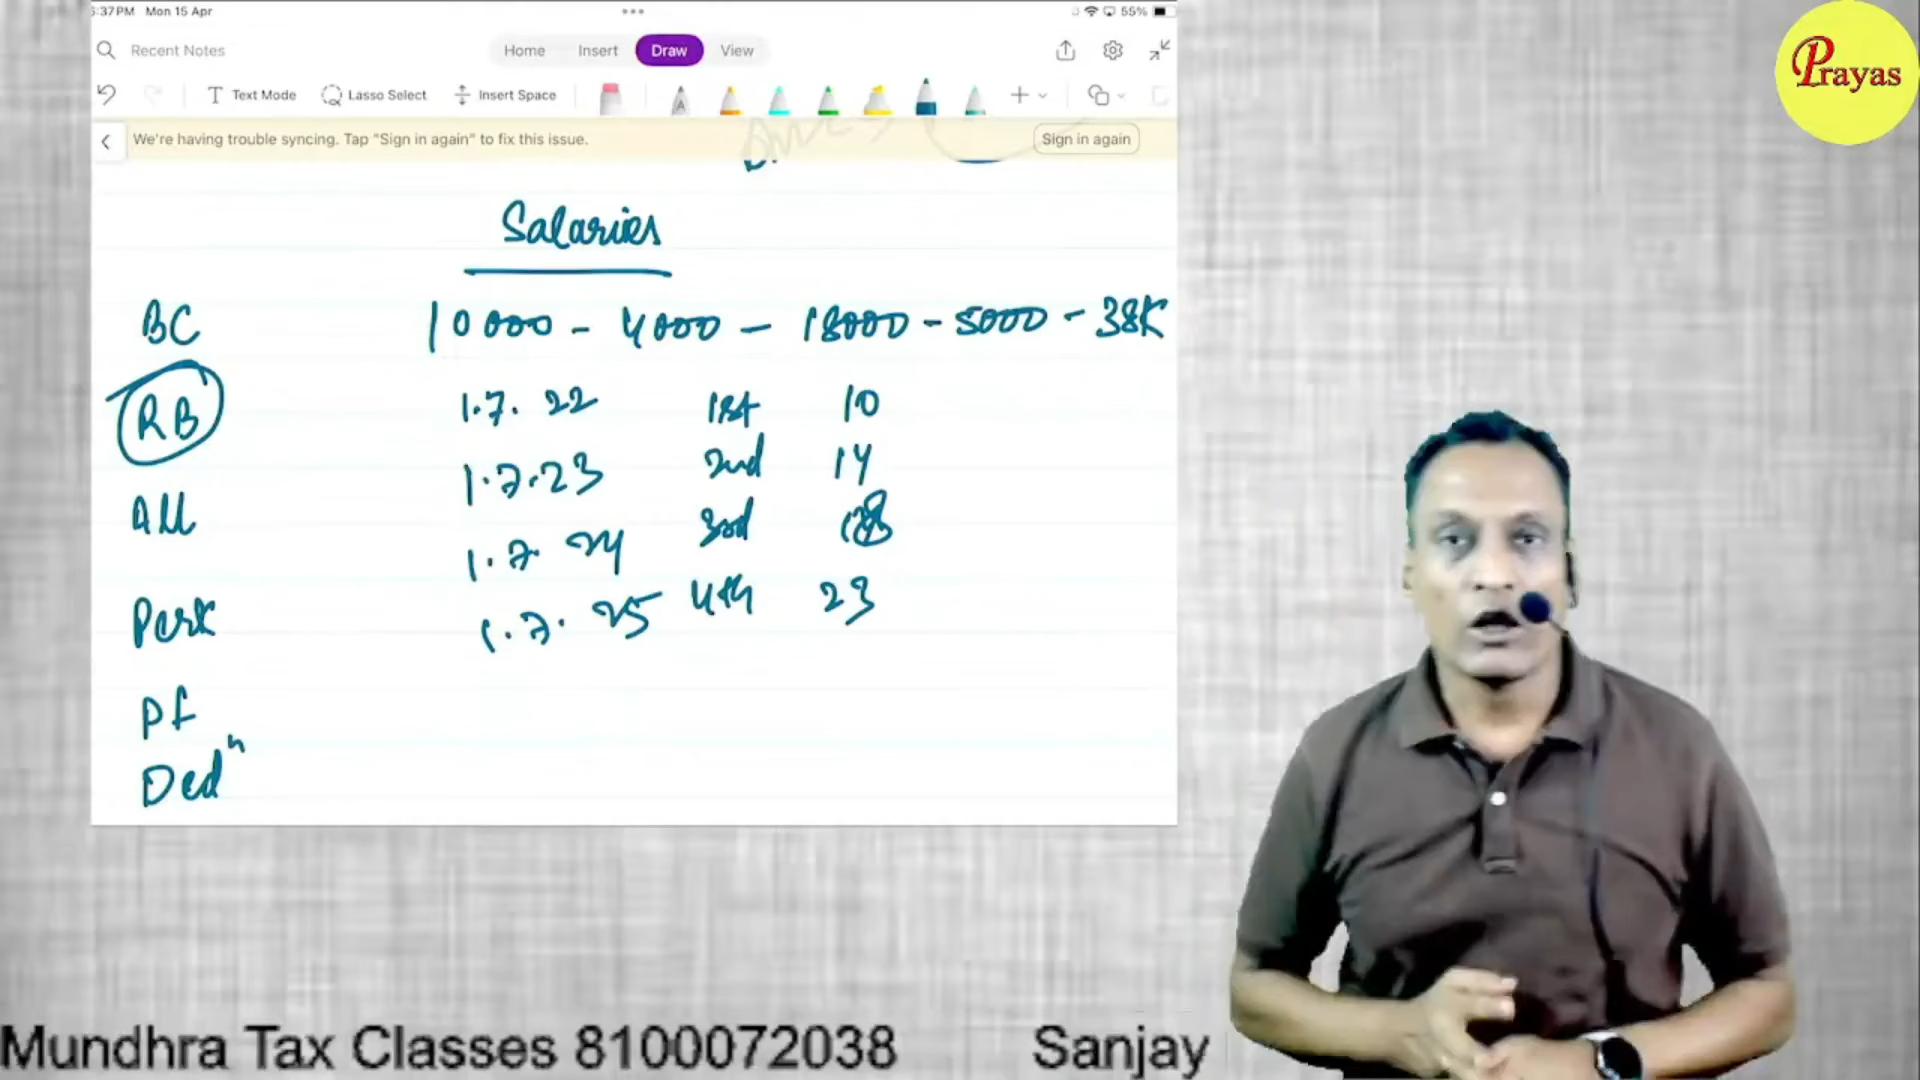 5:37PM Mon 15 Apr
55%
Recent Notes
Home Insert Draw View
Text Mode Lasso Select Insert Space
We're having trouble syncing. Tap "Sign in again" to fix this issue.
Sign in again
Prayas
Salaries
BC 10000 - 4000 - 18000 - 5000 - 38K
RB 1.7.22 1st 10
1.7.23 2nd 14
All 1.7.24 3rd 18
Perk 1.7.25 4th 23
PF
Dedn
Mundhra Tax Classes 8100072038 Sanjay